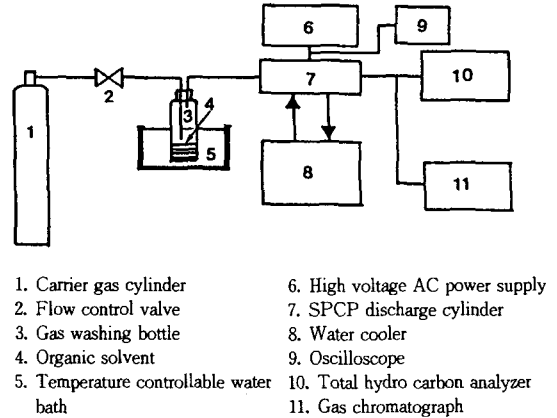 6
9
7
10
2
4
3
1
5
8
11
1. Carrier gas cylinder
2. Flow control valve
3. Gas washing bottle
4. Organic solvent
5. Temperature controllable water
bath
6. High voltage AC power supply
7. SPCP discharge cylinder
8. Water cooler
9. Oscilloscope
10. Total hydro carbon analyzer
11. Gas chromatograph